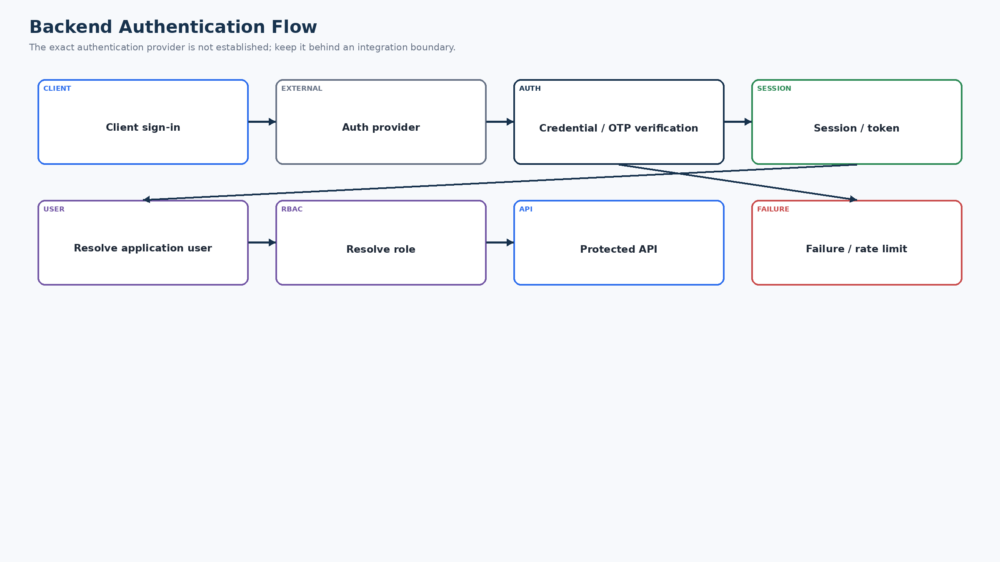 Backend Authentication Flow
The exact authentication provider is not established; keep it behind an integration boundary.
CLIENT
Client sign-in
EXTERNAL
Auth provider
AUTH
Credential / OTP verification
SESSION
Session / token
USER
Resolve application user
RBAC
Resolve role
API
Protected API
FAILURE
Failure / rate limit